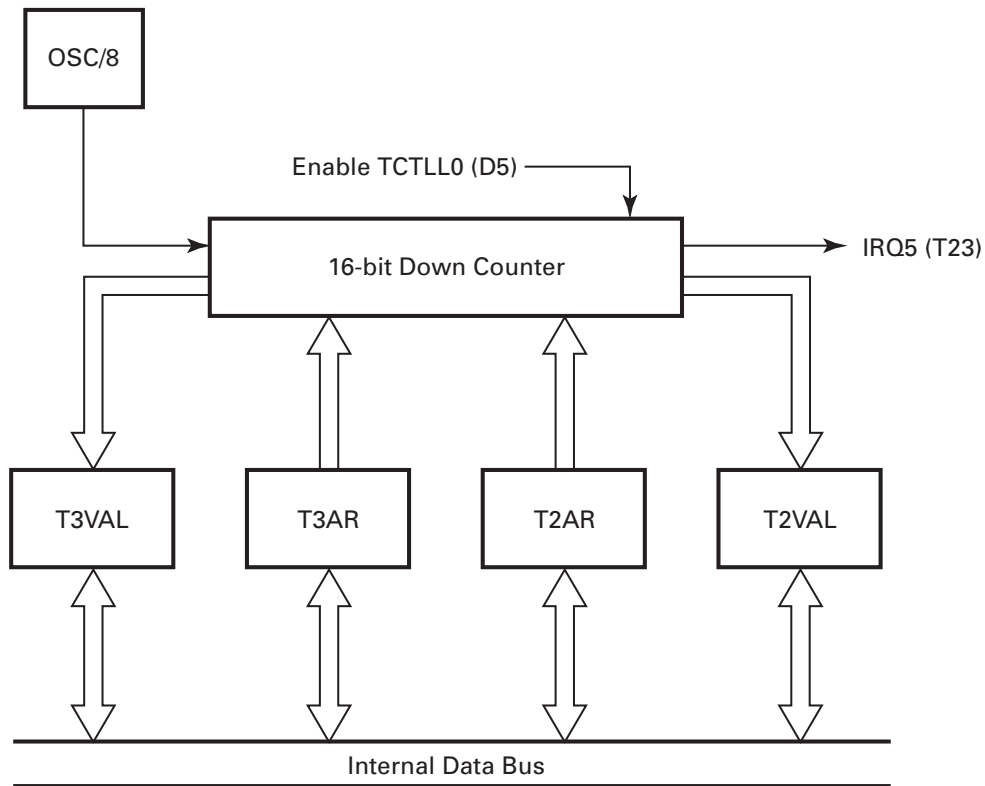 OSC/8
Enable TCTLL0 (D5)
16-bit Down Counter
IRQ5 (T23)
T3VAL
T3AR
T2AR
T2VAL
Internal Data Bus